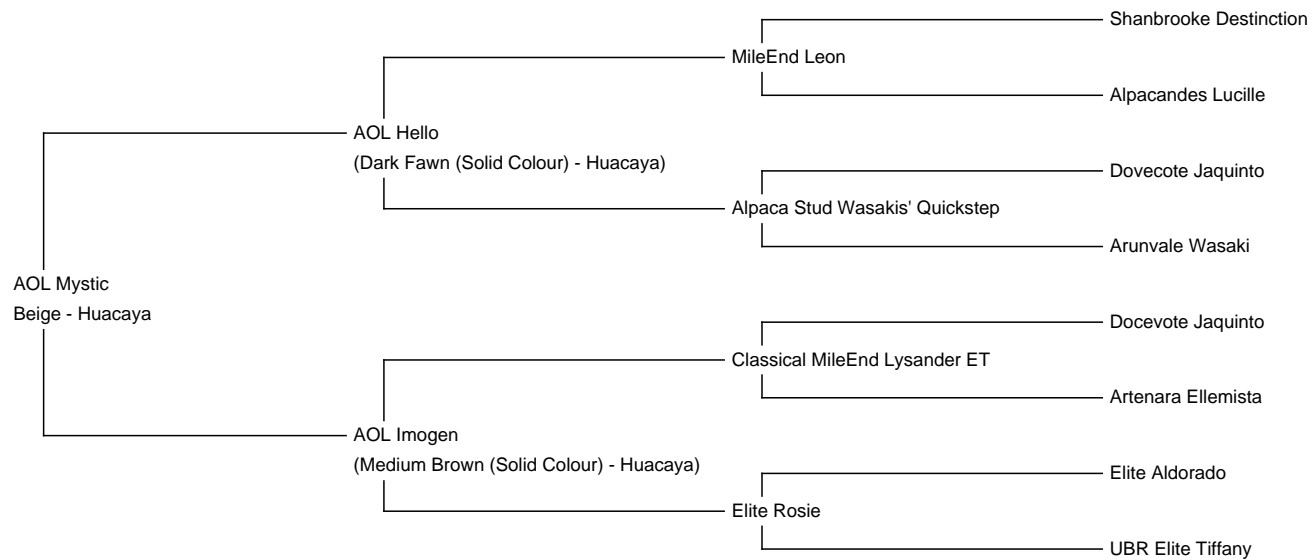 Shanbrooke Destinction
MileEnd Leon
Alpacandes Lucille
AOL Hello
(Dark Fawn (Solid Colour) - Huacaya)
Dovecote Jaquinto
Alpaca Stud Wasakis' Quickstep
Arunvale Wasaki
AOL Mystic
Beige - Huacaya
Docevote Jaquinto
Classical MileEnd Lysander ET
Artenara Ellemista
AOL Imogen
(Medium Brown (Solid Colour) - Huacaya)
Elite Aldorado
Elite Rosie
UBR Elite Tiffany